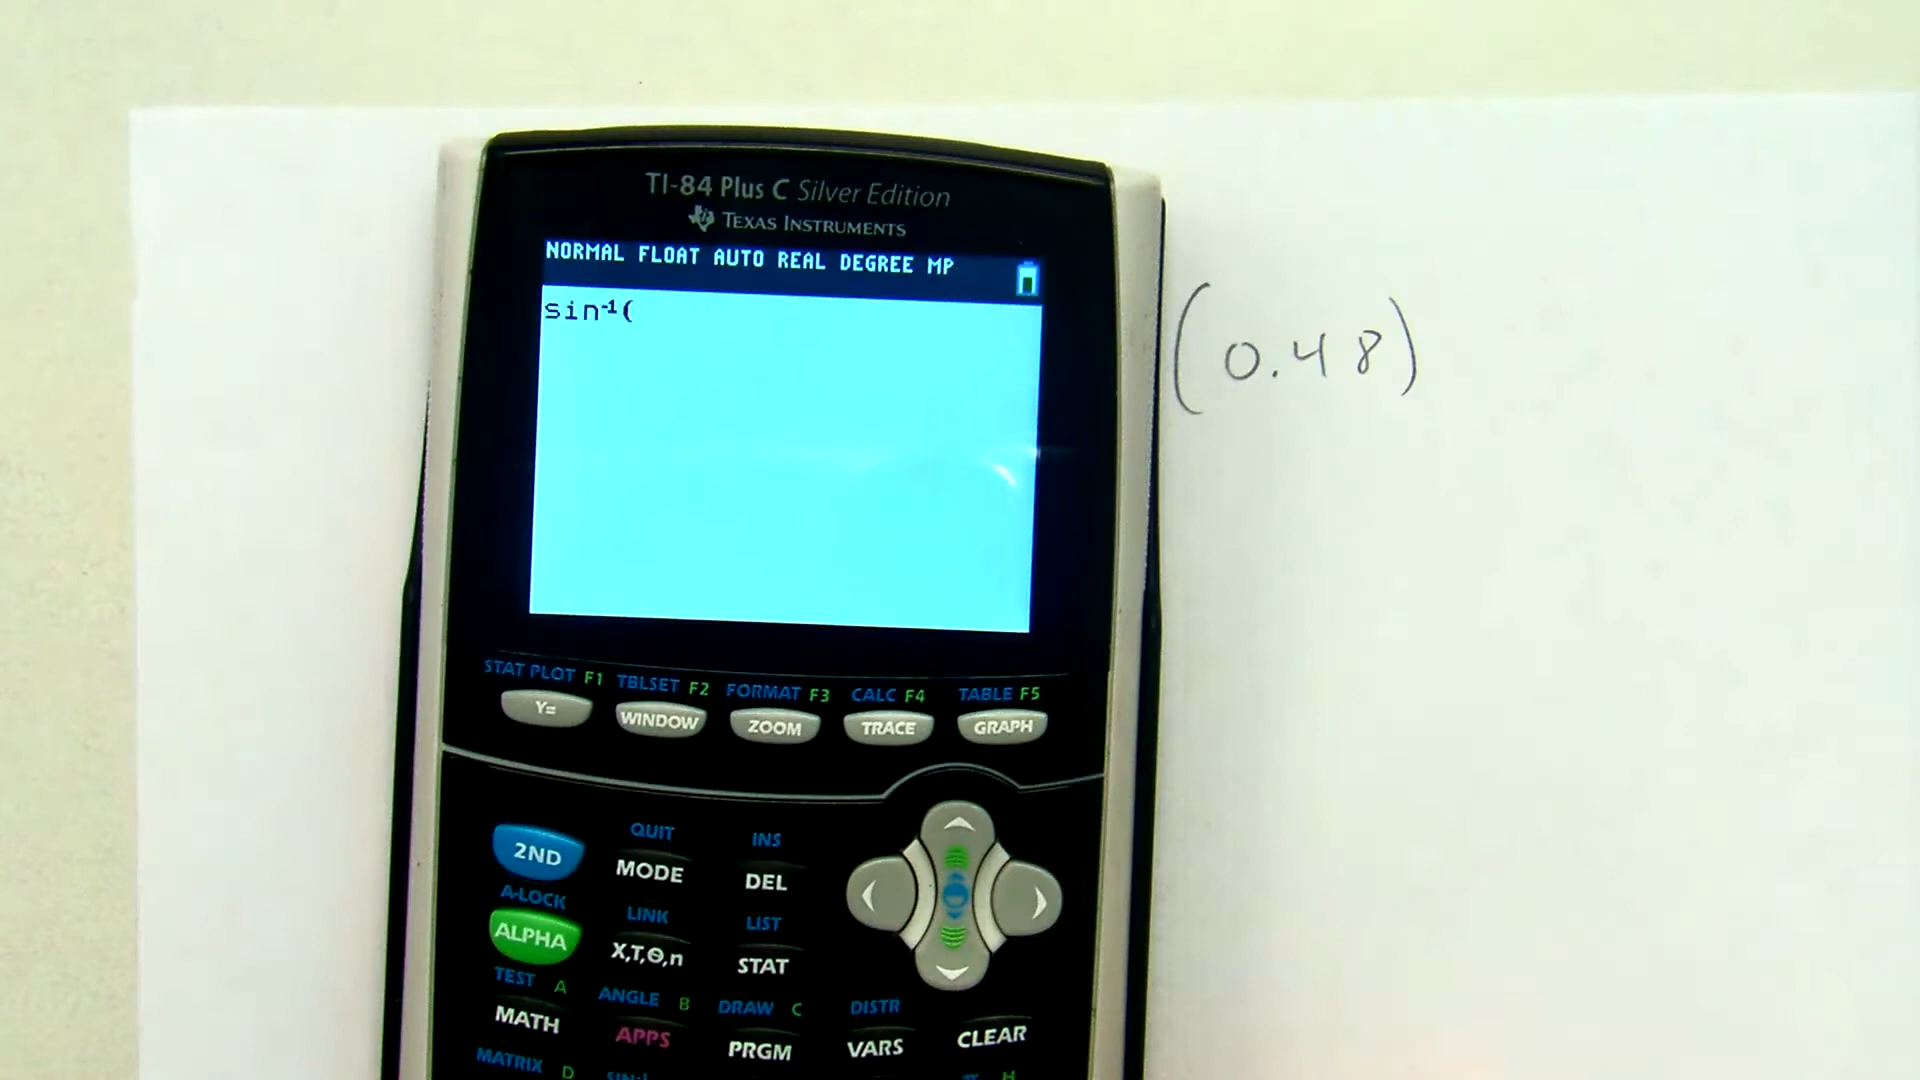 TI-84 Plus C Silver Edition
TEXAS INSTRUMENTS
NORMAL FLOAT AUTO REAL DEGREE MP
sin⁻¹(
(0.48)
STAT PLOT F1 TBLSET F2 FORMAT F3 CALC F4 TABLE F5
Y= WINDOW ZOOM TRACE GRAPH
QUIT INS
2ND MODE DEL
A-LOCK LINK LIST
ALPHA X,T,Θ,n STAT
TEST A ANGLE B DRAW C DISTR
MATH APPS PRGM VARS CLEAR
MATRIX D H